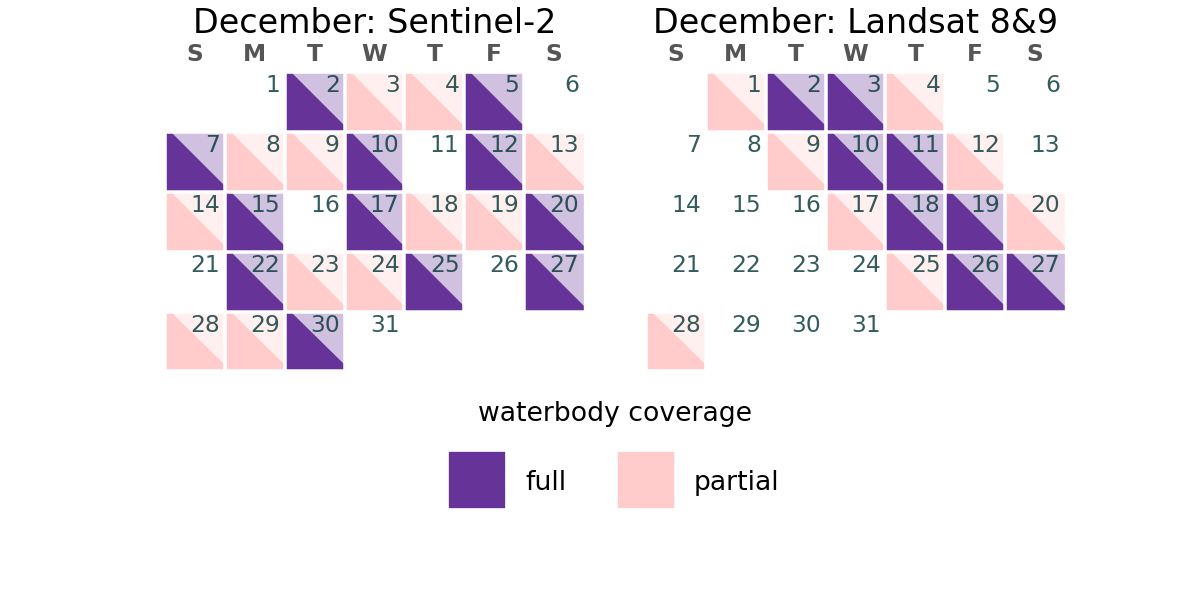 December: Sentinel-2
S M T W T F S
1 2 3 4 5 6
7 8 9 10 11 12 13
14 15 16 17 18 19 20
21 22 23 24 25 26 27
28 29 30 31
December: Landsat 8&9
S M T W T F S
1 2 3 4 5 6
7 8 9 10 11 12 13
14 15 16 17 18 19 20
21 22 23 24 25 26 27
28 29 30 31
waterbody coverage
full partial